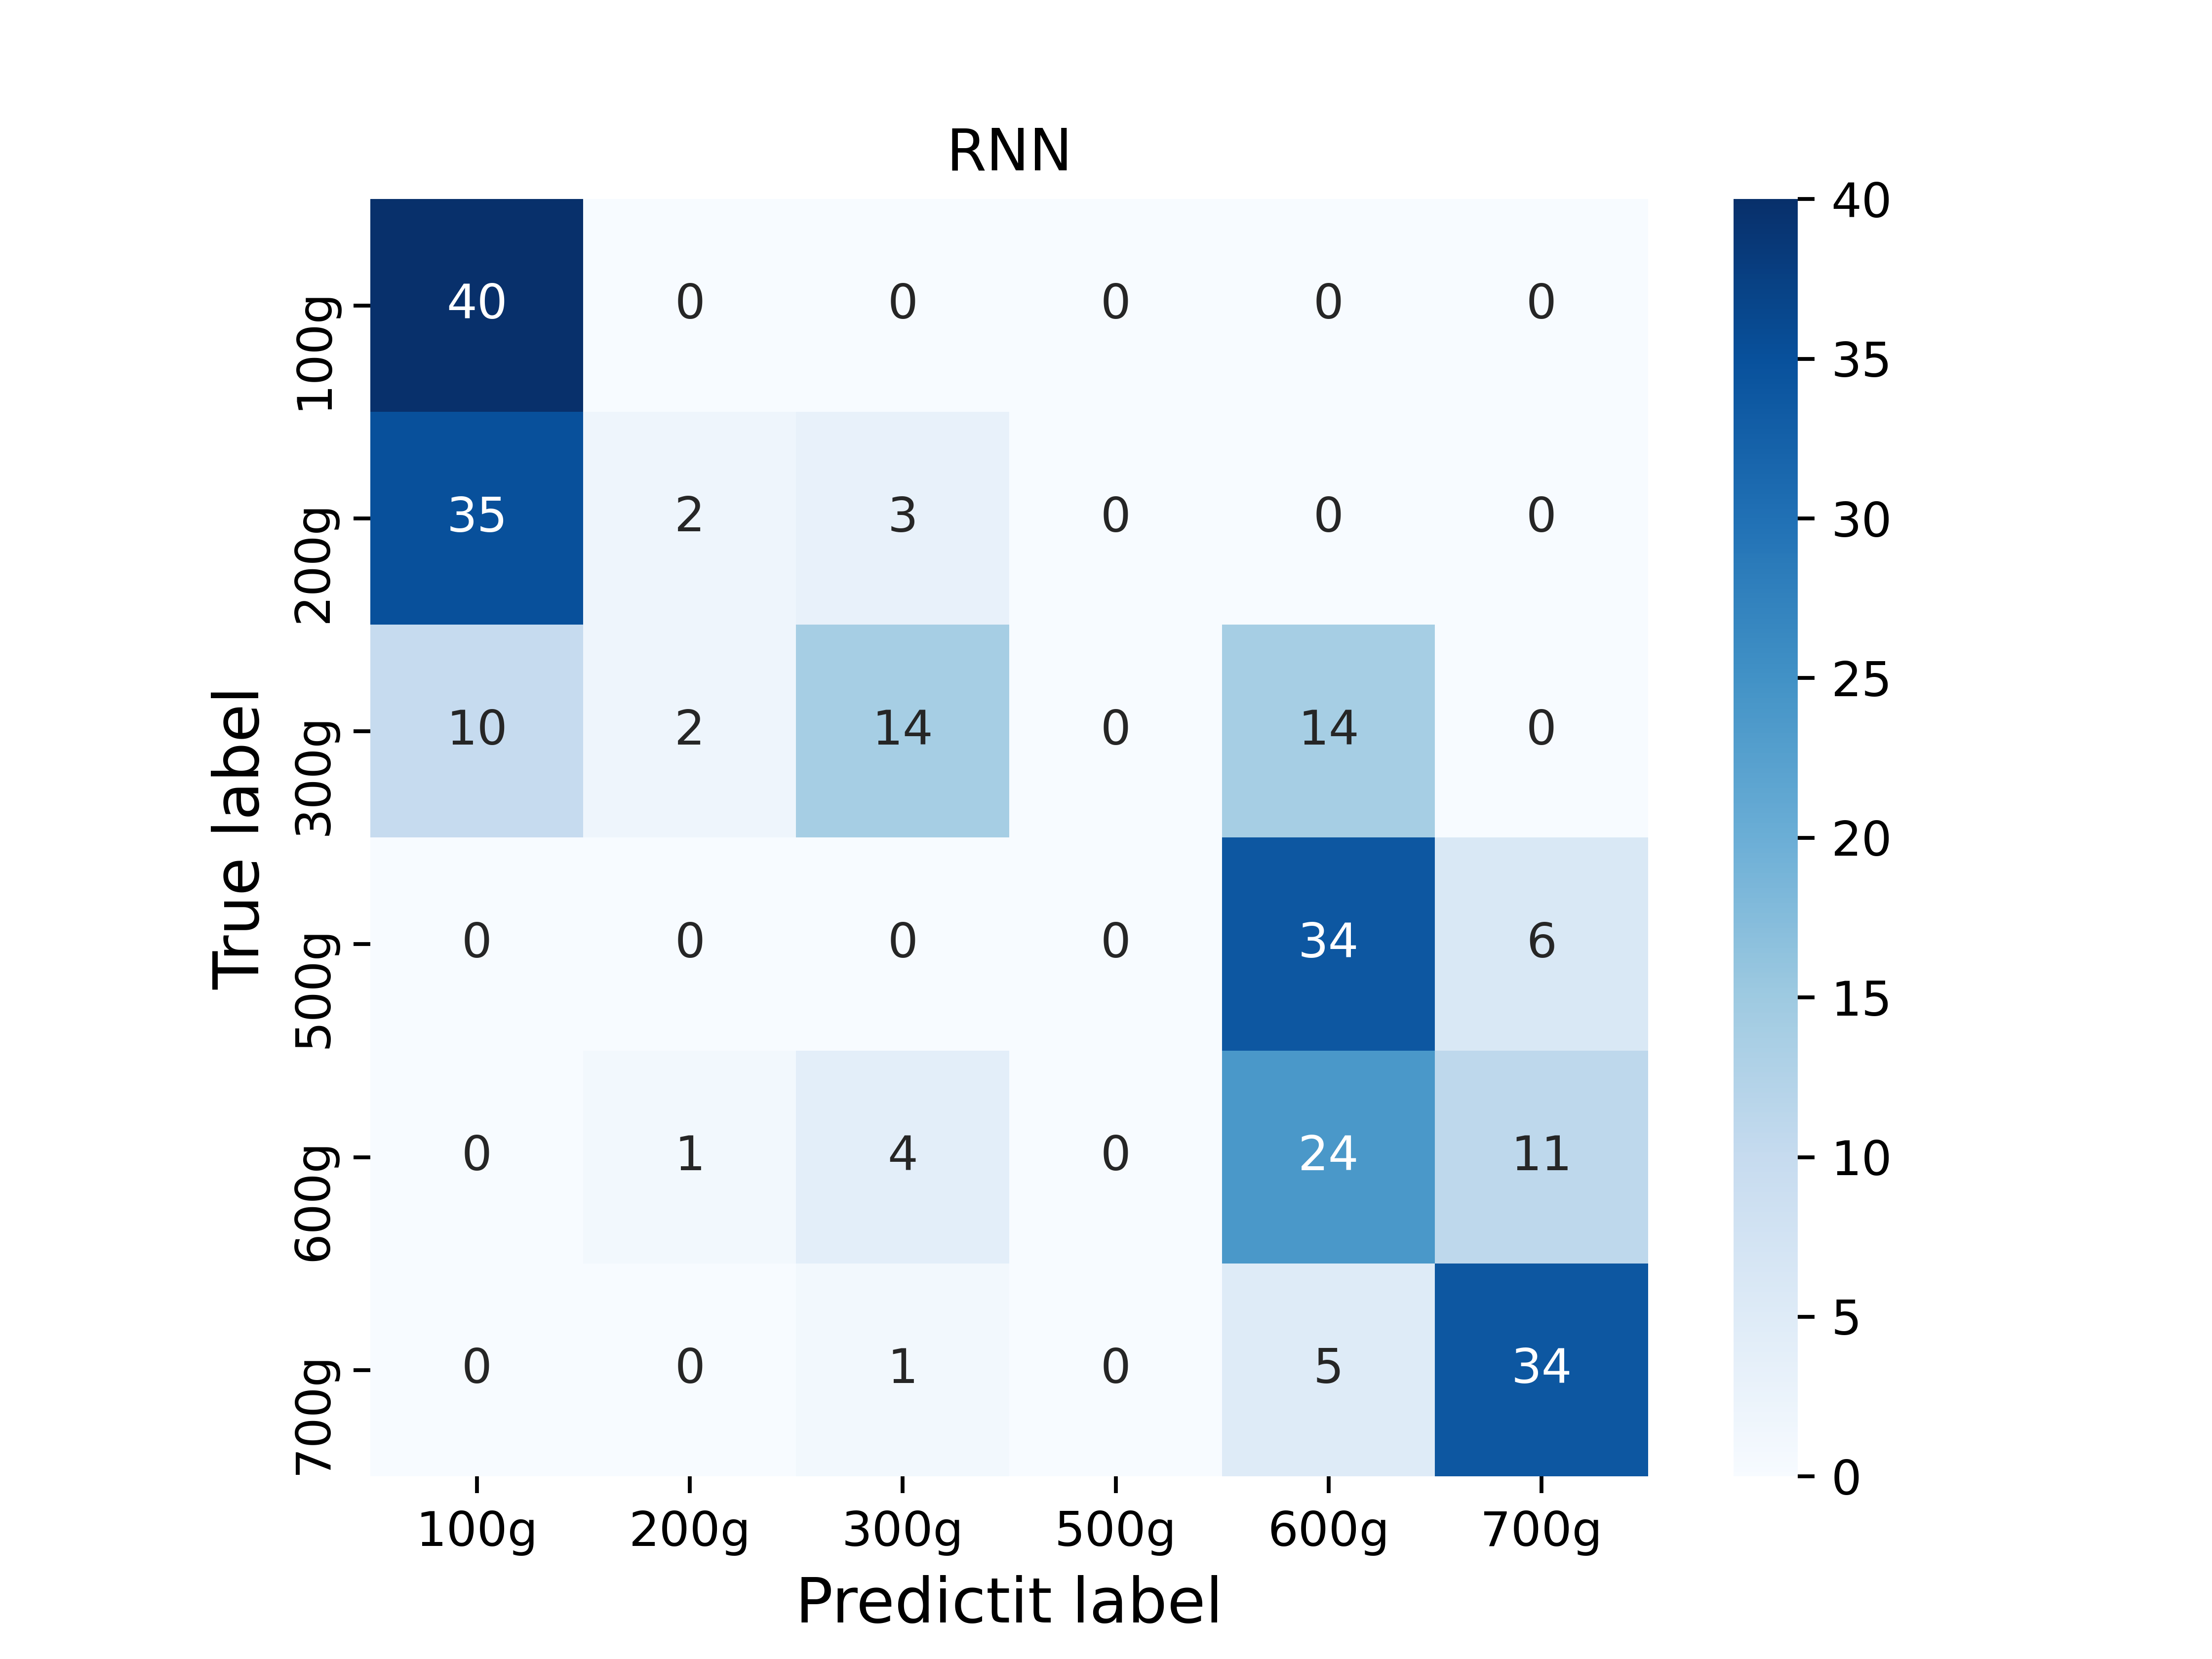 RNN
100g 40 0 0 0 0 0
200g 35 2 3 0 0 0
300g 10 2 14 0 14 0
500g 0 0 0 0 34 6
600g 0 1 4 0 24 11
700g 0 0 1 0 5 34
100g 200g 300g 500g 600g 700g
Predictit label
True label
40
35
30
25
20
15
10
5
0